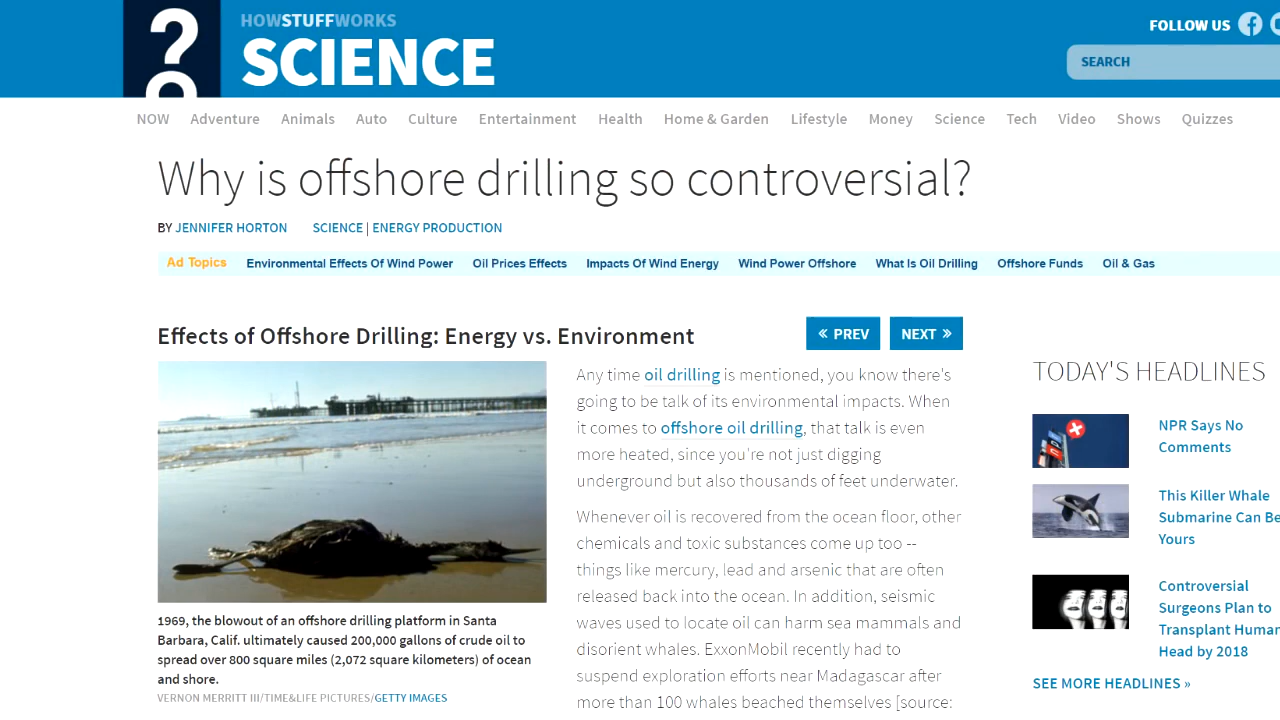 HOWSTUFFWORKS
SCIENCE
FOLLOW US
SEARCH
NOW Adventure Animals Auto Culture Entertainment Health Home & Garden Lifestyle Money Science Tech Video Shows Quizzes
Why is offshore drilling so controversial?
BY JENNIFER HORTON SCIENCE | ENERGY PRODUCTION
Ad Topics Environmental Effects Of Wind Power Oil Prices Effects Impacts Of Wind Energy Wind Power Offshore What Is Oil Drilling Offshore Funds Oil & Gas
Effects of Offshore Drilling: Energy vs. Environment
« PREV NEXT »
1969, the blowout of an offshore drilling platform in Santa
Barbara, Calif. ultimately caused 200,000 gallons of crude oil to
spread over 800 square miles (2,072 square kilometers) of ocean
and shore.
VERNON MERRITT III/TIME&LIFE PICTURES/GETTY IMAGES
Any time oil drilling is mentioned, you know there's
going to be talk of its environmental impacts. When
it comes to offshore oil drilling, that talk is even
more heated, since you're not just digging
underground but also thousands of feet underwater.
Whenever oil is recovered from the ocean floor, other
chemicals and toxic substances come up too --
things like mercury, lead and arsenic that are often
released back into the ocean. In addition, seismic
waves used to locate oil can harm sea mammals and
disorient whales. ExxonMobil recently had to
suspend exploration efforts near Madagascar after
more than 100 whales beached themselves [source:
TODAY'S HEADLINES
NPR Says No
Comments
This Killer Whale
Submarine Can Be
Yours
Controversial
Surgeons Plan to
Transplant Human
Head by 2018
SEE MORE HEADLINES »